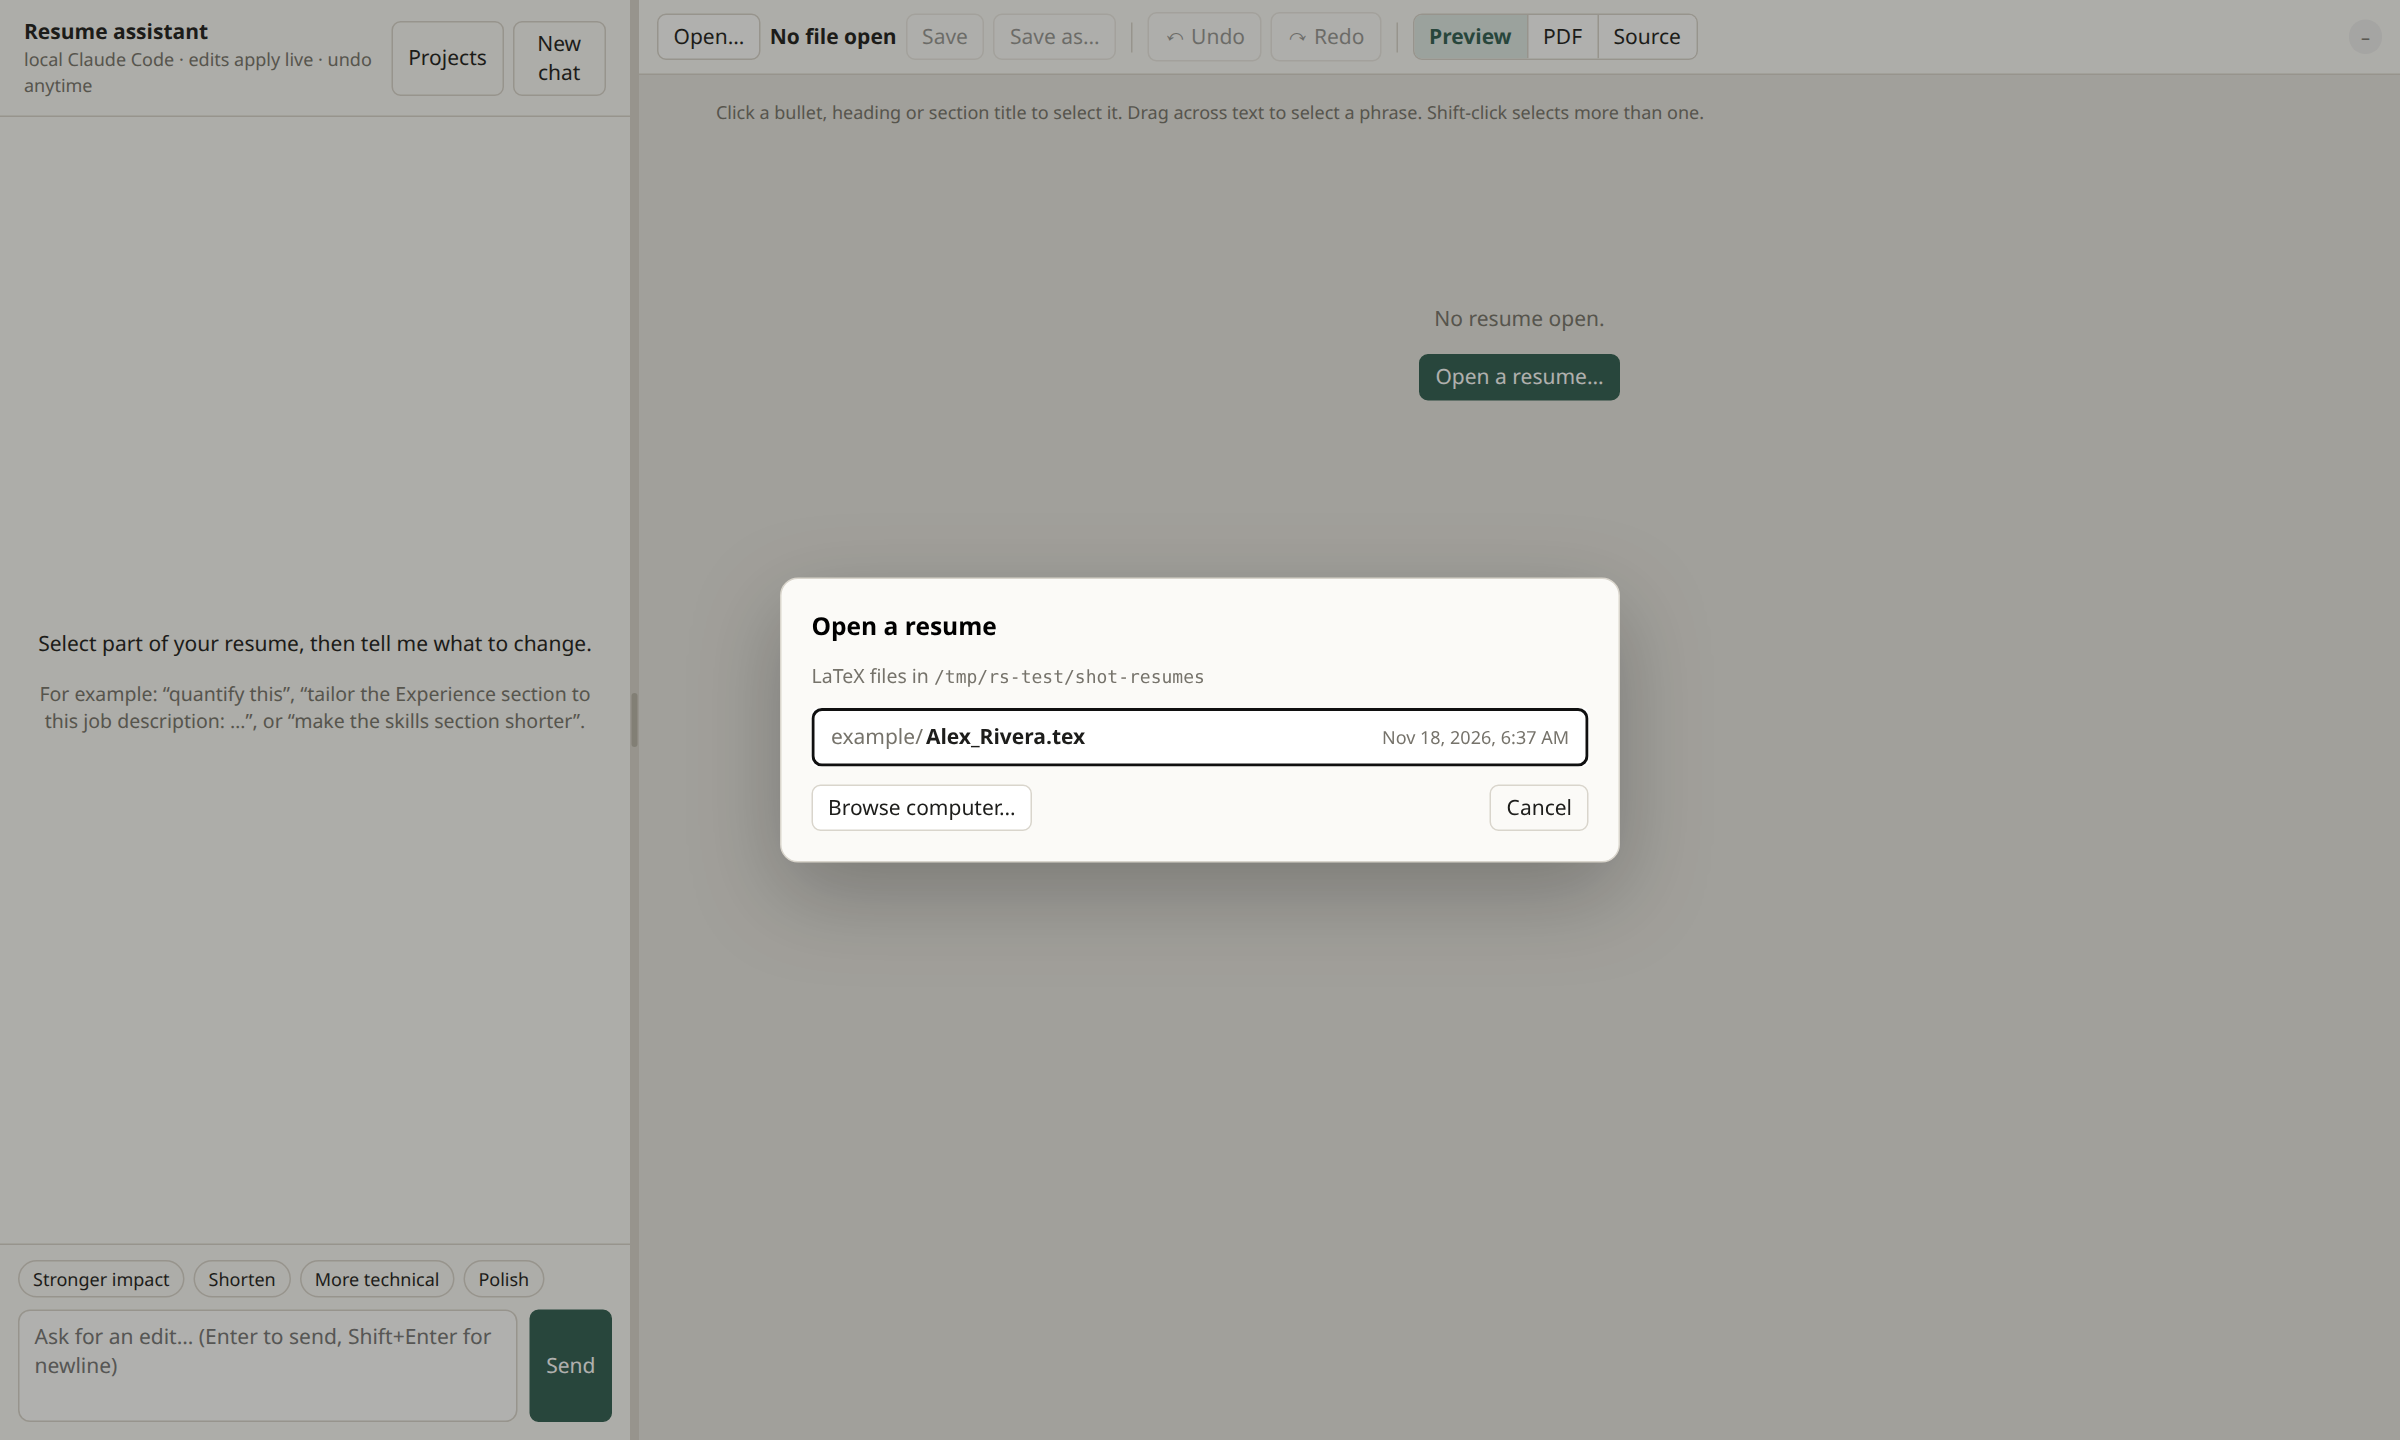 Resume assistant
local Claude Code · edits apply live · undo
anytime
Projects
New
chat
Open…
No file open
Save
Save as…
↶ Undo
↷ Redo
Preview
PDF
Source
–
Click a bullet, heading or section title to select it. Drag across text to select a phrase. Shift-click selects more than one.
No resume open.
Open a resume…
Select part of your resume, then tell me what to change.
For example: “quantify this”, “tailor the Experience section to
this job description: …”, or “make the skills section shorter”.
Open a resume
LaTeX files in /tmp/rs-test/shot-resumes
example/Alex_Rivera.tex
Nov 18, 2026, 6:37 AM
Browse computer…
Cancel
Stronger impact
Shorten
More technical
Polish
Ask for an edit… (Enter to send, Shift+Enter for
newline)
Send